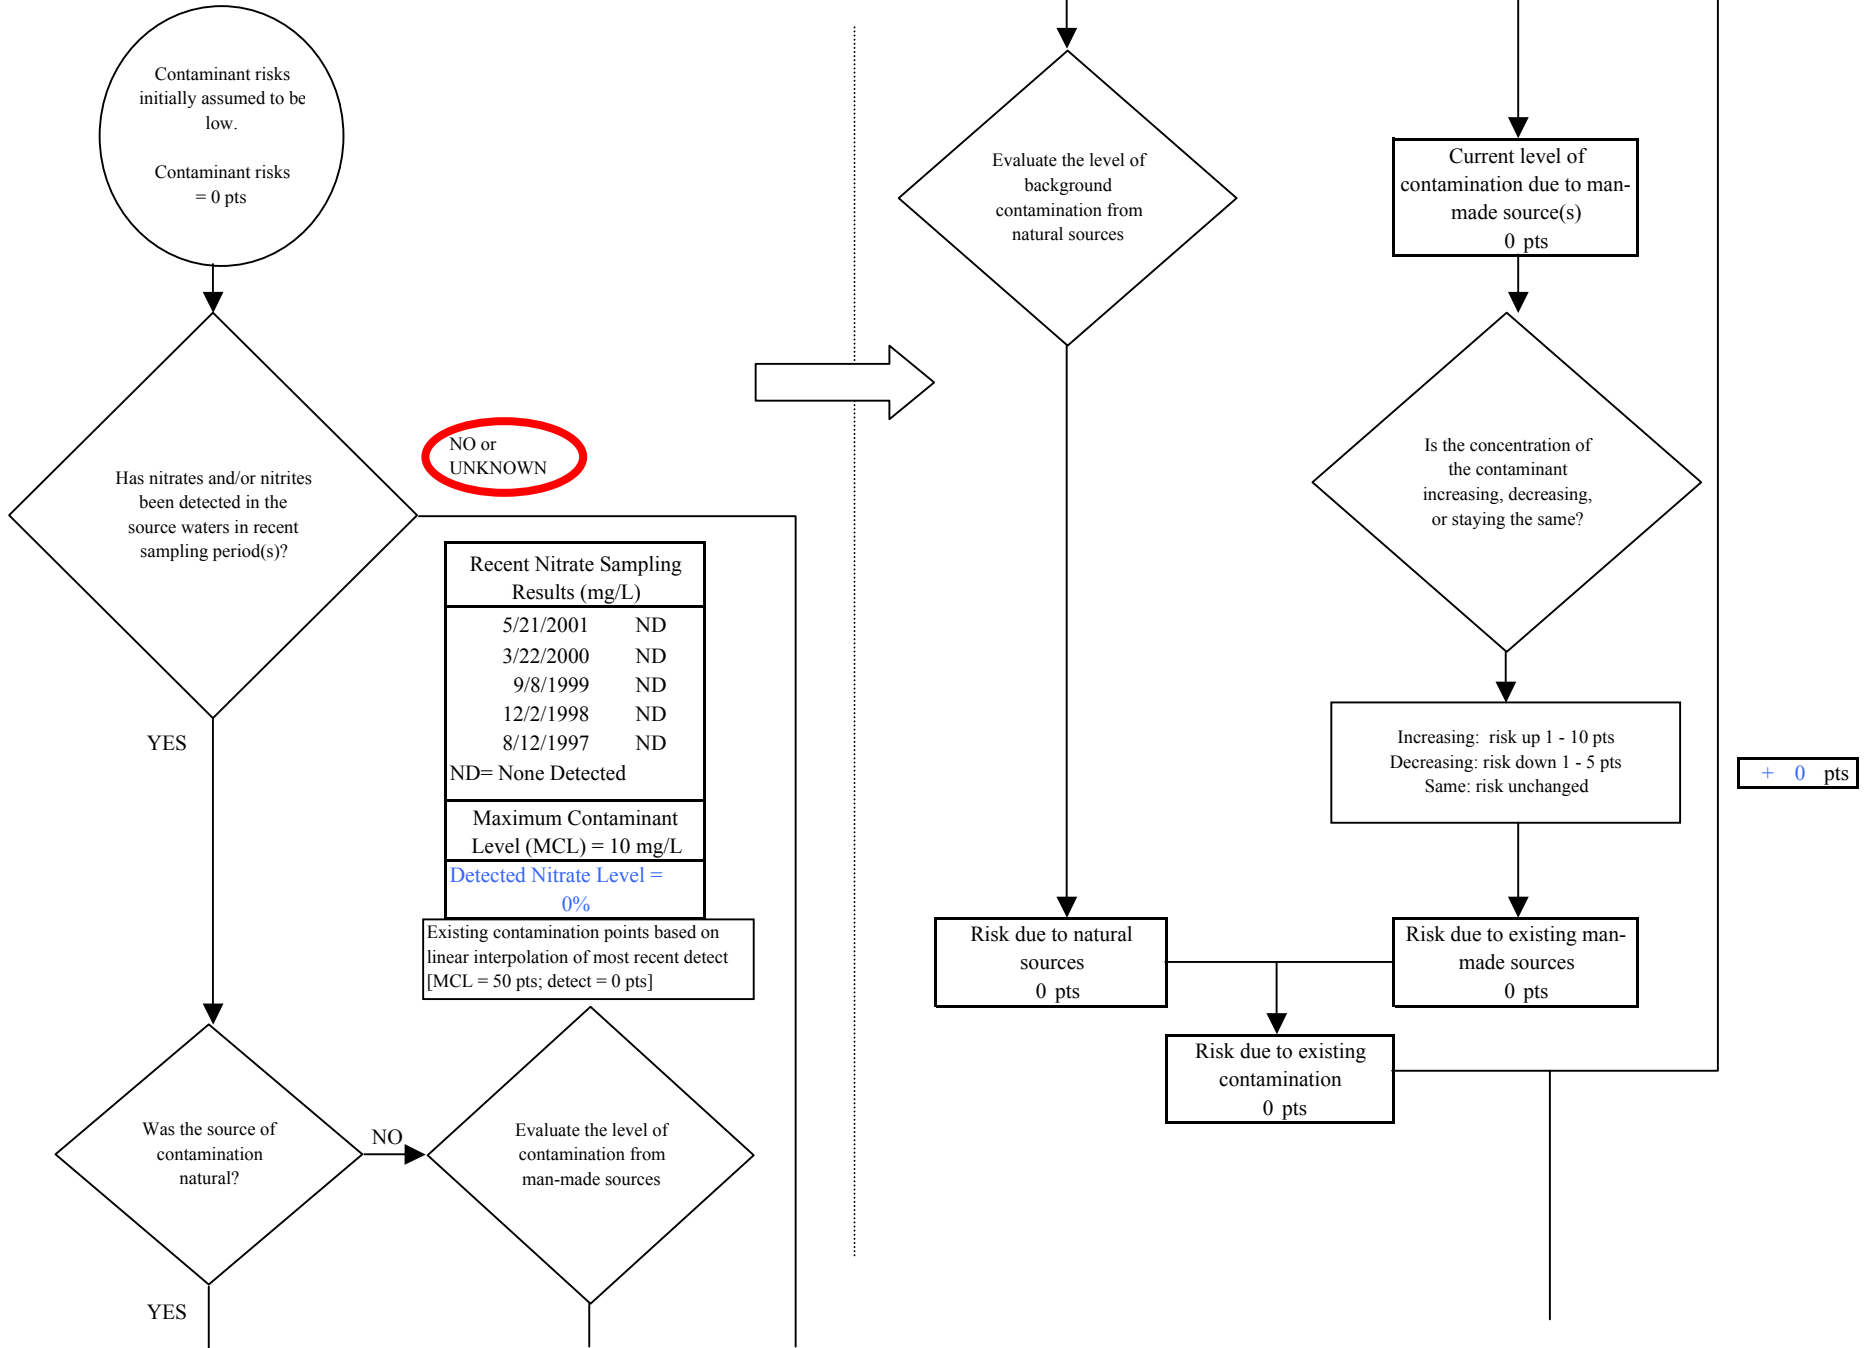 Contaminant risks
initially assumed to be
low.
Contaminant risks
= 0 pts
Has nitrates and/or nitrites
been detected in the
source waters in recent
sampling period(s)?
NO or
UNKNOWN
YES
Recent Nitrate Sampling
Results (mg/L)
5/21/2001 ND
3/22/2000 ND
9/8/1999 ND
12/2/1998 ND
8/12/1997 ND
ND= None Detected
Maximum Contaminant
Level (MCL) = 10 mg/L
Detected Nitrate Level =
0%
Existing contamination points based on
linear interpolation of most recent detect
[MCL = 50 pts; detect = 0 pts]
Was the source of
contamination
natural?
NO
YES
Evaluate the level of
contamination from
man-made sources
Evaluate the level of
background
contamination from
natural sources
Current level of
contamination due to man-
made source(s)
0 pts
Is the concentration of
the contaminant
increasing, decreasing,
or staying the same?
Increasing: risk up 1 - 10 pts
Decreasing: risk down 1 - 5 pts
Same: risk unchanged
+ 0 pts
Risk due to natural
sources
0 pts
Risk due to existing man-
made sources
0 pts
Risk due to existing
contamination
0 pts